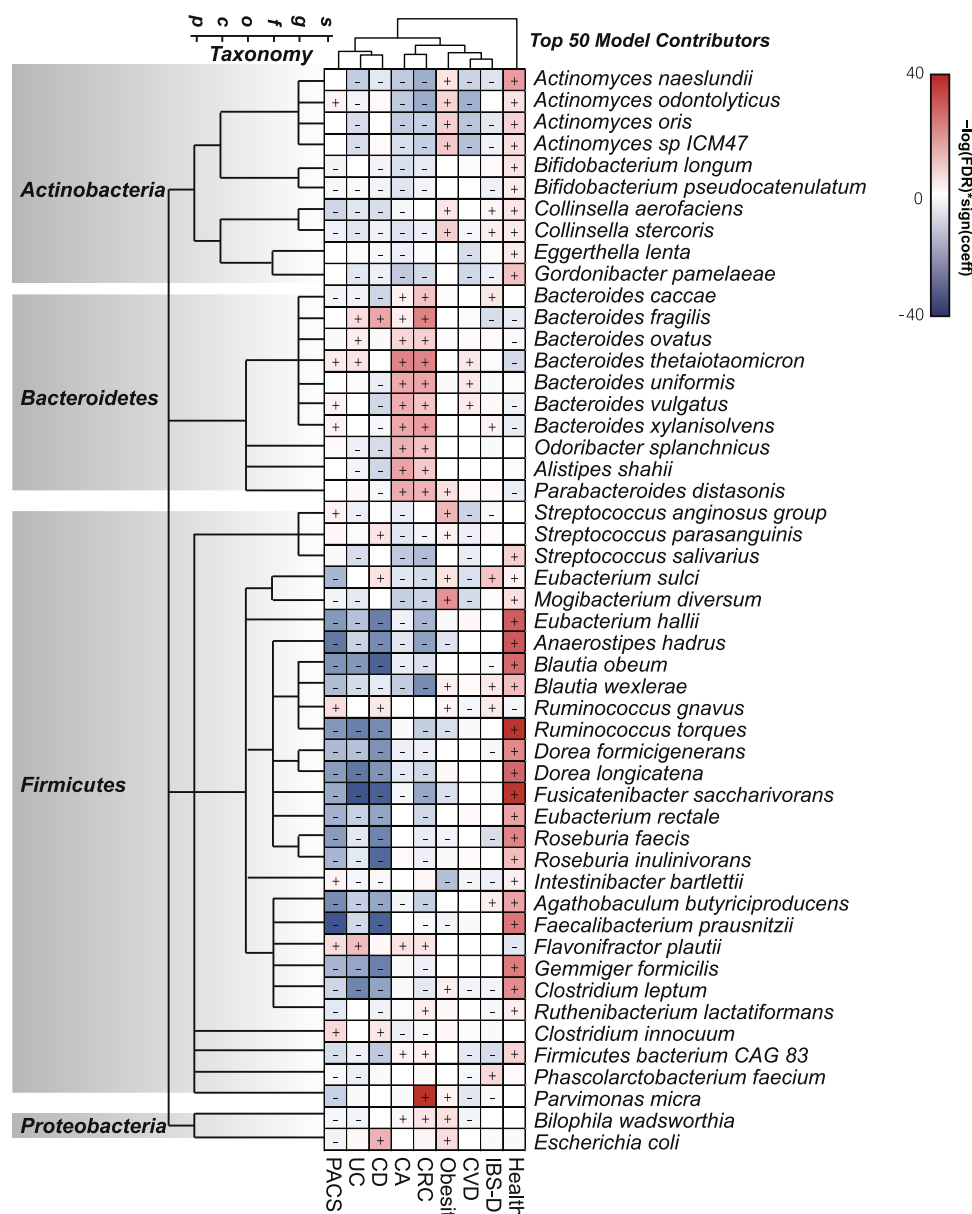 p c o f g s
Taxonomy
Top 50 Model Contributors
Actinomyces naeslundii
Actinomyces odontolyticus
Actinomyces oris
Actinomyces sp ICM47
Bifidobacterium longum
Bifidobacterium pseudocatenulatum
Collinsella aerofaciens
Collinsella stercoris
Eggerthella lenta
Gordonibacter pamelaeae
Bacteroides caccae
Bacteroides fragilis
Bacteroides ovatus
Bacteroides thetaiotaomicron
Bacteroides uniformis
Bacteroides vulgatus
Bacteroides xylanisolvens
Odoribacter splanchnicus
Alistipes shahii
Parabacteroides distasonis
Streptococcus anginosus group
Streptococcus parasanguinis
Streptococcus salivarius
Eubacterium sulci
Mogibacterium diversum
Eubacterium hallii
Anaerostipes hadrus
Blautia obeum
Blautia wexlerae
Ruminococcus gnavus
Ruminococcus torques
Dorea formicigenerans
Dorea longicatena
Fusicatenibacter saccharivorans
Eubacterium rectale
Roseburia faecis
Roseburia inulinivorans
Intestinibacter bartlettii
Agathobaculum butyriciproducens
Faecalibacterium prausnitzii
Flavonifractor plautii
Gemmiger formicilis
Clostridium leptum
Ruthenibacterium lactatiformans
Clostridium innocuum
Firmicutes bacterium CAG 83
Phascolarctobacterium faecium
Parvimonas micra
Bilophila wadsworthia
Escherichia coli
Actinobacteria
Bacteroidetes
Firmicutes
Proteobacteria
PACS UC CD CA CRC Obesit CVD IBS-D Health
40
0
-40
−log(FDR)*sign(coeff)